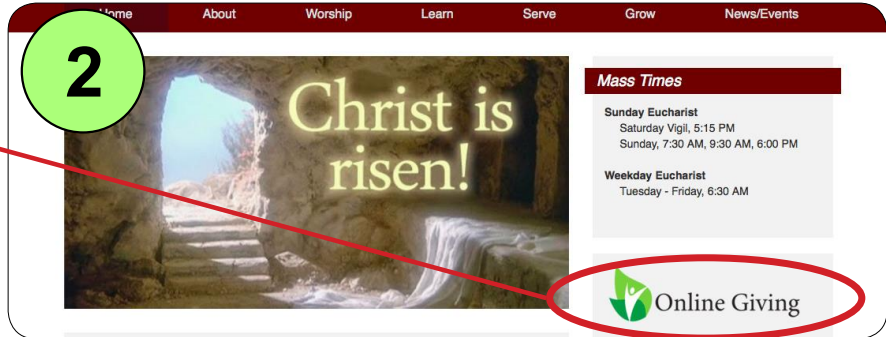 Home About Worship Learn Serve Grow News/Events
2
Christ is
risen!
Mass Times
Sunday Eucharist
Saturday Vigil, 5:15 PM
Sunday, 7:30 AM, 9:30 AM, 6:00 PM
Weekday Eucharist
Tuesday - Friday, 6:30 AM
Online Giving